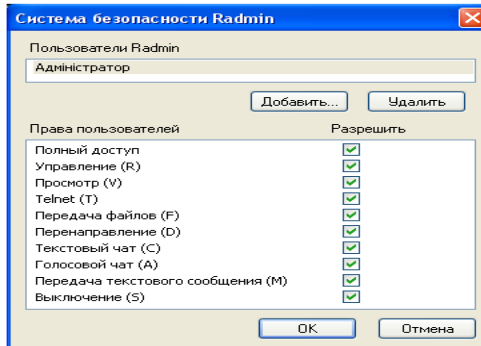 Система безопасности Radmin
Пользователи Radmin
Адміністратор
Добавить... Удалить
Права пользователей Разрешить
Полный доступ
Управление (R)
Просмотр (V)
Telnet (T)
Передача файлов (F)
Перенаправление (D)
Текстовый чат (C)
Голосовой чат (A)
Передача текстового сообщения (M)
Выключение (S)
OK Отмена